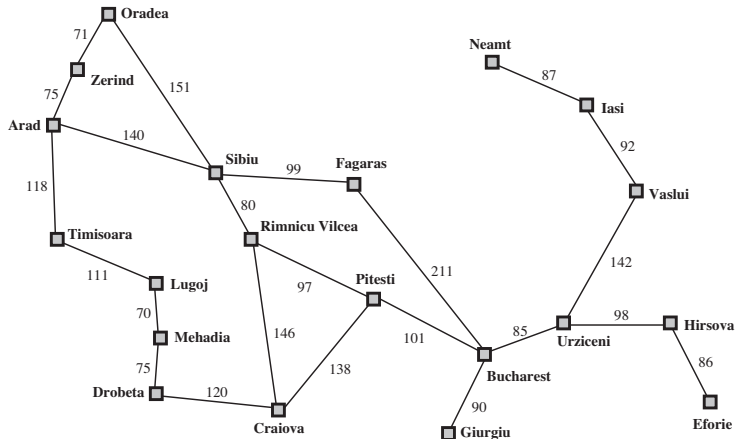 Oradea
71
Neamt
Zerind
87
151
75
Iasi
Arad
140
92
Sibiu
Fagaras
99
118
Vaslui
80
Rimnicu Vilcea
Timisoara
142
111
211
Pitesti
Lugoj
97
70
98
Hirsova
146
101
85
Mehadia
Urziceni
138
86
75
Bucharest
120
Drobeta
90
Craiova
Eforie
Giurgiu